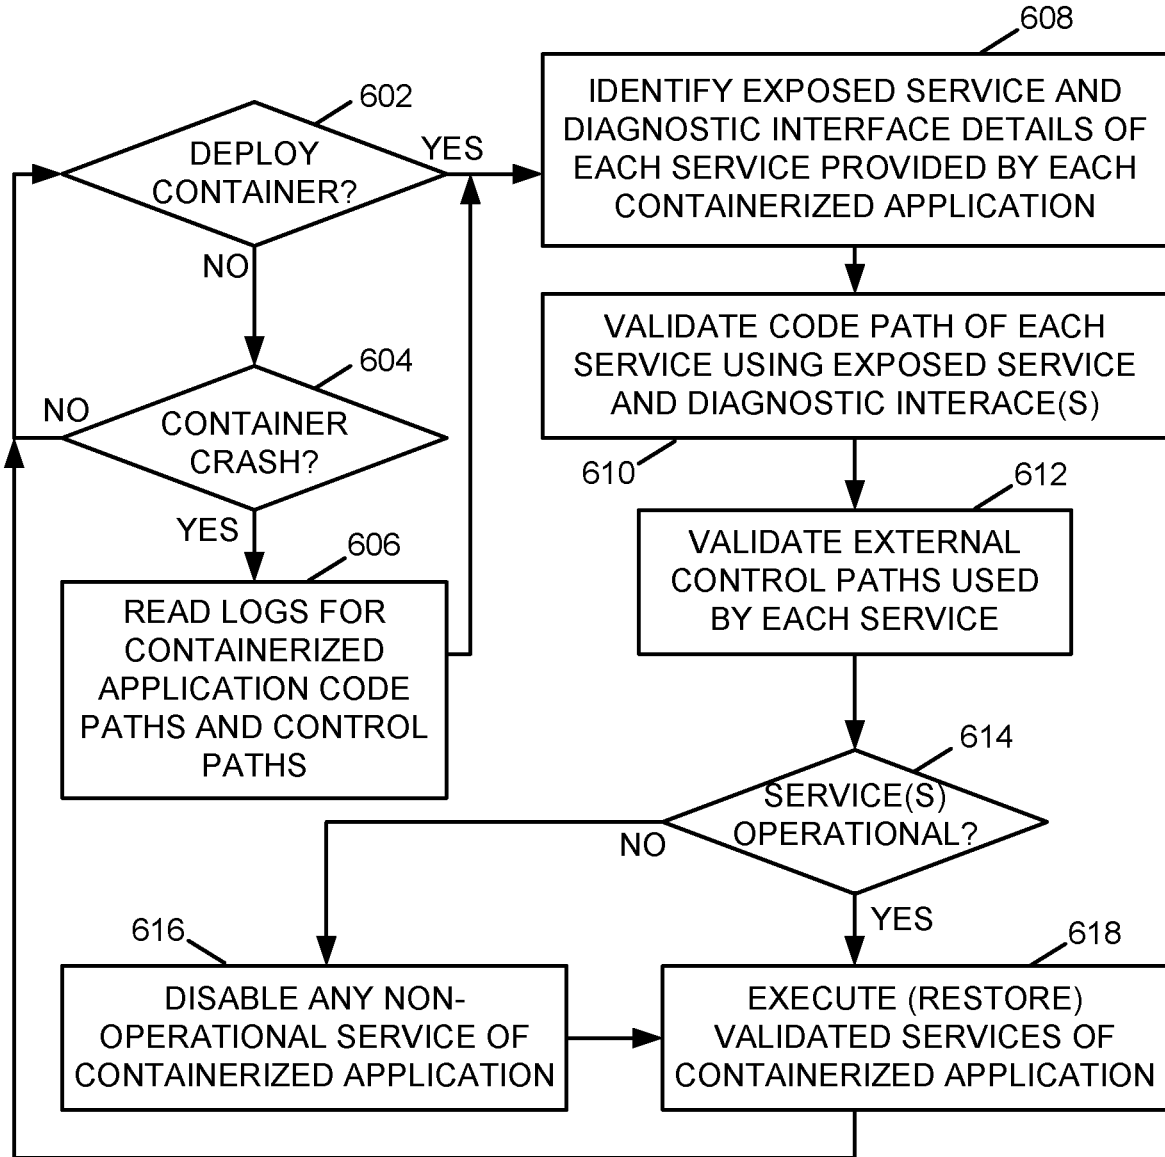 602
DEPLOY
CONTAINER?
YES
NO
604
CONTAINER
CRASH?
NO
YES
606
READ LOGS FOR
CONTAINERIZED
APPLICATION CODE
PATHS AND CONTROL
PATHS
608
IDENTIFY EXPOSED SERVICE AND
DIAGNOSTIC INTERFACE DETAILS OF
EACH SERVICE PROVIDED BY EACH
CONTAINERIZED APPLICATION
VALIDATE CODE PATH OF EACH
SERVICE USING EXPOSED SERVICE
AND DIAGNOSTIC INTERACE(S)
610
612
VALIDATE EXTERNAL
CONTROL PATHS USED
BY EACH SERVICE
614
SERVICE(S)
OPERATIONAL?
NO
YES
616
DISABLE ANY NON-
OPERATIONAL SERVICE OF
CONTAINERIZED APPLICATION
618
EXECUTE (RESTORE)
VALIDATED SERVICES OF
CONTAINERIZED APPLICATION